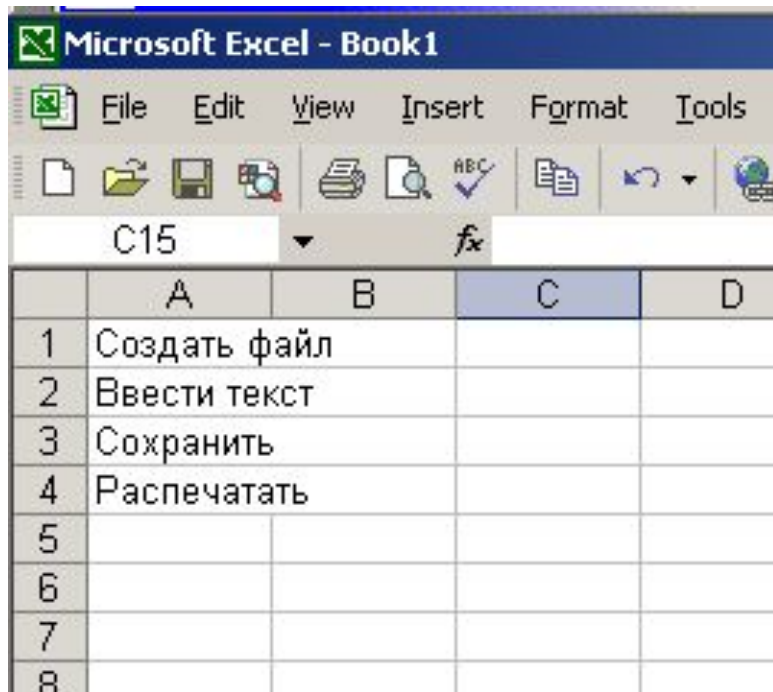 Microsoft Excel - Book1
File Edit View Insert Format Tools
ABC
C15 fx
A B C D
1 Создать файл
2 Ввести текст
3 Сохранить
4 Распечатать
5
6
7
8